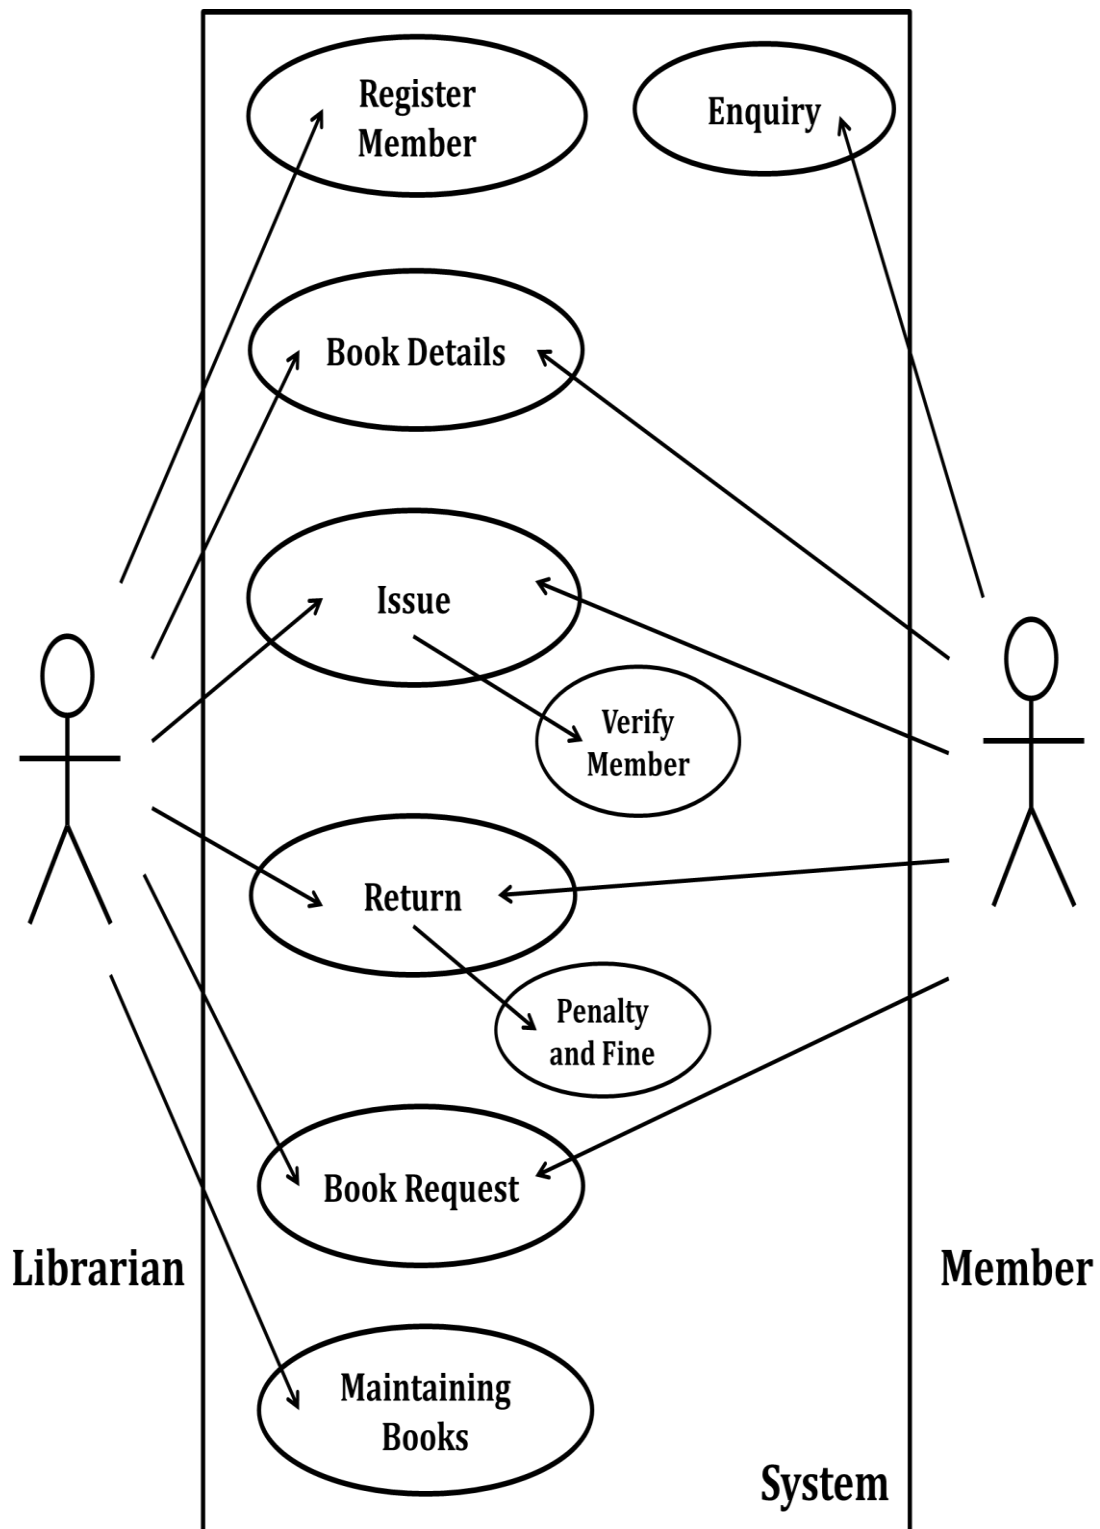 Register
Member
Enquiry
Book Details
Issue
Verify
Member
Return
Penalty
and Fine
Book Request
Librarian
Member
Maintaining
Books
System